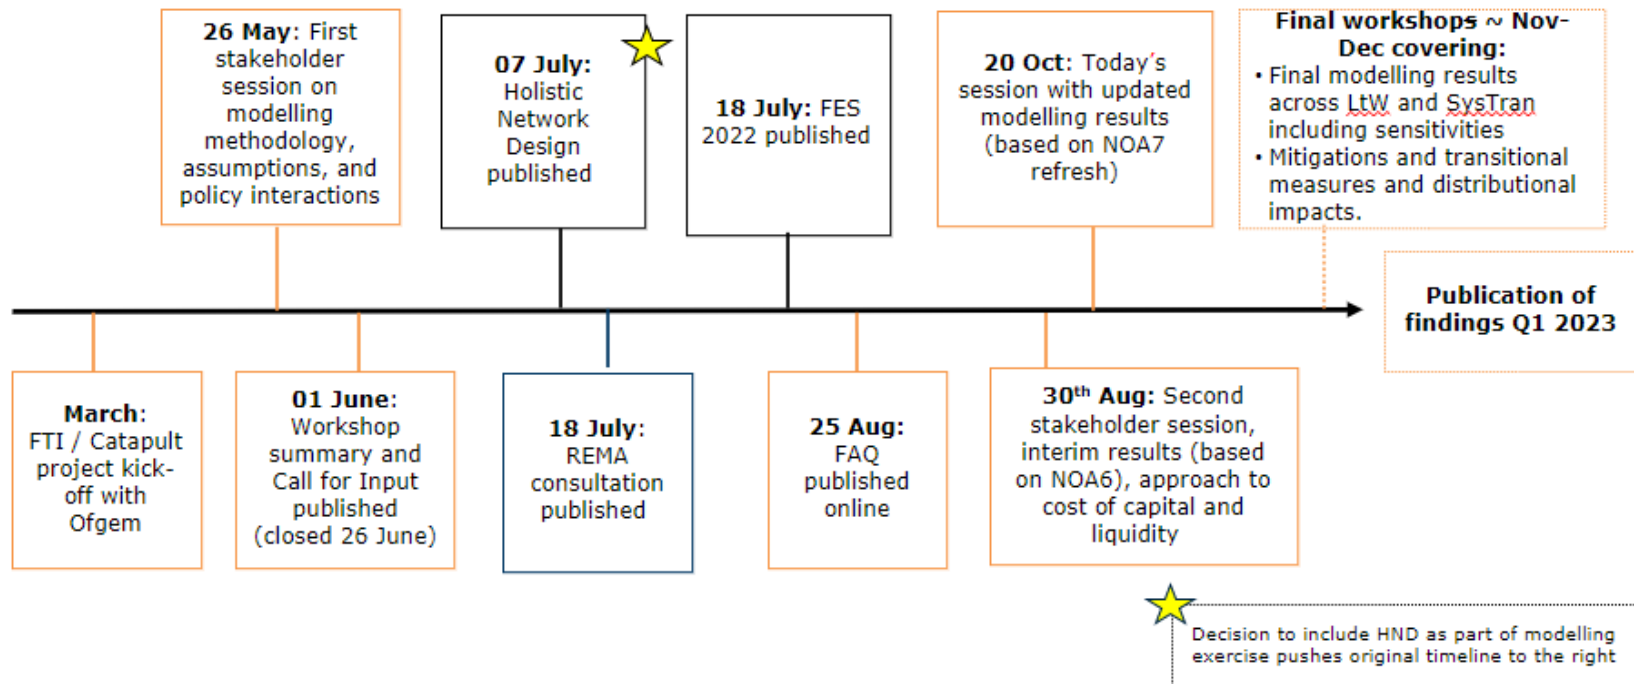 26 May: First
stakeholder
session on
modelling
methodology,
assumptions, and
policy interactions
07 July:
Holistic
Network
Design
published
18 July: FES
2022 published
20 Oct: Today's
session with updated
modelling results
(based on NOA7
refresh)
Final workshops ~ Nov-
Dec covering:
• Final modelling results
across LtW and SysTran
including sensitivities
• Mitigations and transitional
measures and distributional
impacts.
Publication of
findings Q1 2023
March:
FTI / Catapult
project kick-
off with
Ofgem
01 June:
Workshop
summary and
Call for Input
published
(closed 26 June)
18 July:
REMA
consultation
published
25 Aug:
FAQ
published
online
30th Aug: Second
stakeholder session,
interim results (based
on NOA6), approach to
cost of capital and
liquidity
Decision to include HND as part of modelling
exercise pushes original timeline to the right